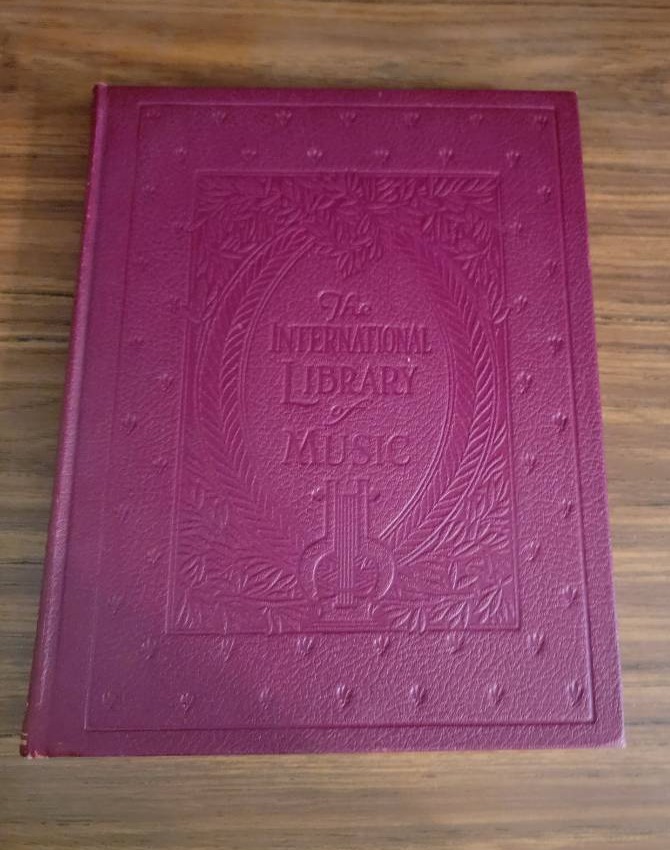 The
INTERNATIONAL
LIBRARY
of
MUSIC